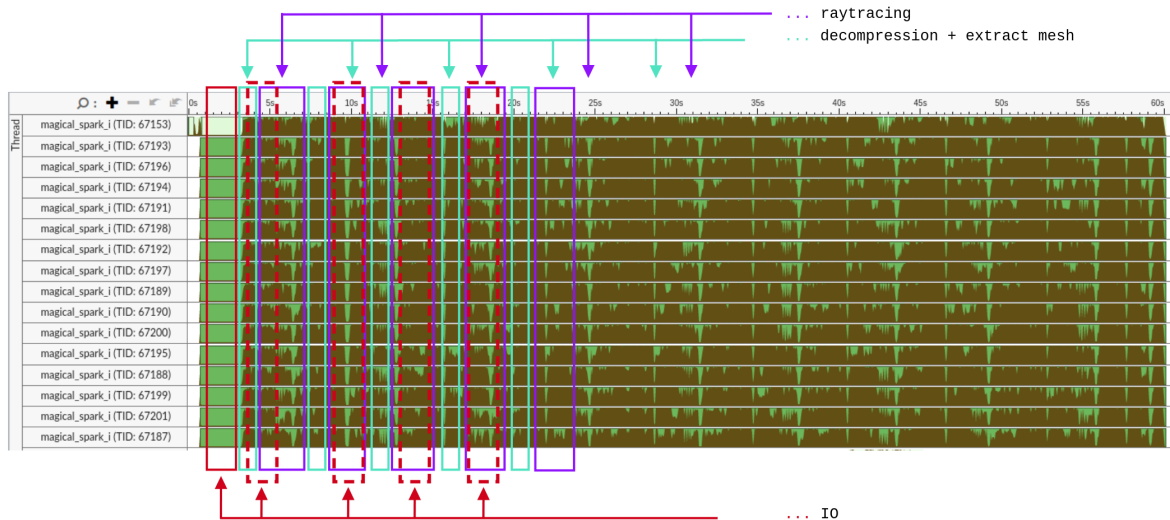 ... raytracing
... decompression + extract mesh
0s 5s 10s 15s 20s 25s 30s 35s 40s 45s 50s 55s 60s
Thread
magical_spark_i (TID: 67153)
magical_spark_i (TID: 67193)
magical_spark_i (TID: 67196)
magical_spark_i (TID: 67194)
magical_spark_i (TID: 67191)
magical_spark_i (TID: 67198)
magical_spark_i (TID: 67192)
magical_spark_i (TID: 67197)
magical_spark_i (TID: 67189)
magical_spark_i (TID: 67190)
magical_spark_i (TID: 67200)
magical_spark_i (TID: 67195)
magical_spark_i (TID: 67188)
magical_spark_i (TID: 67199)
magical_spark_i (TID: 67201)
magical_spark_i (TID: 67187)
... IO